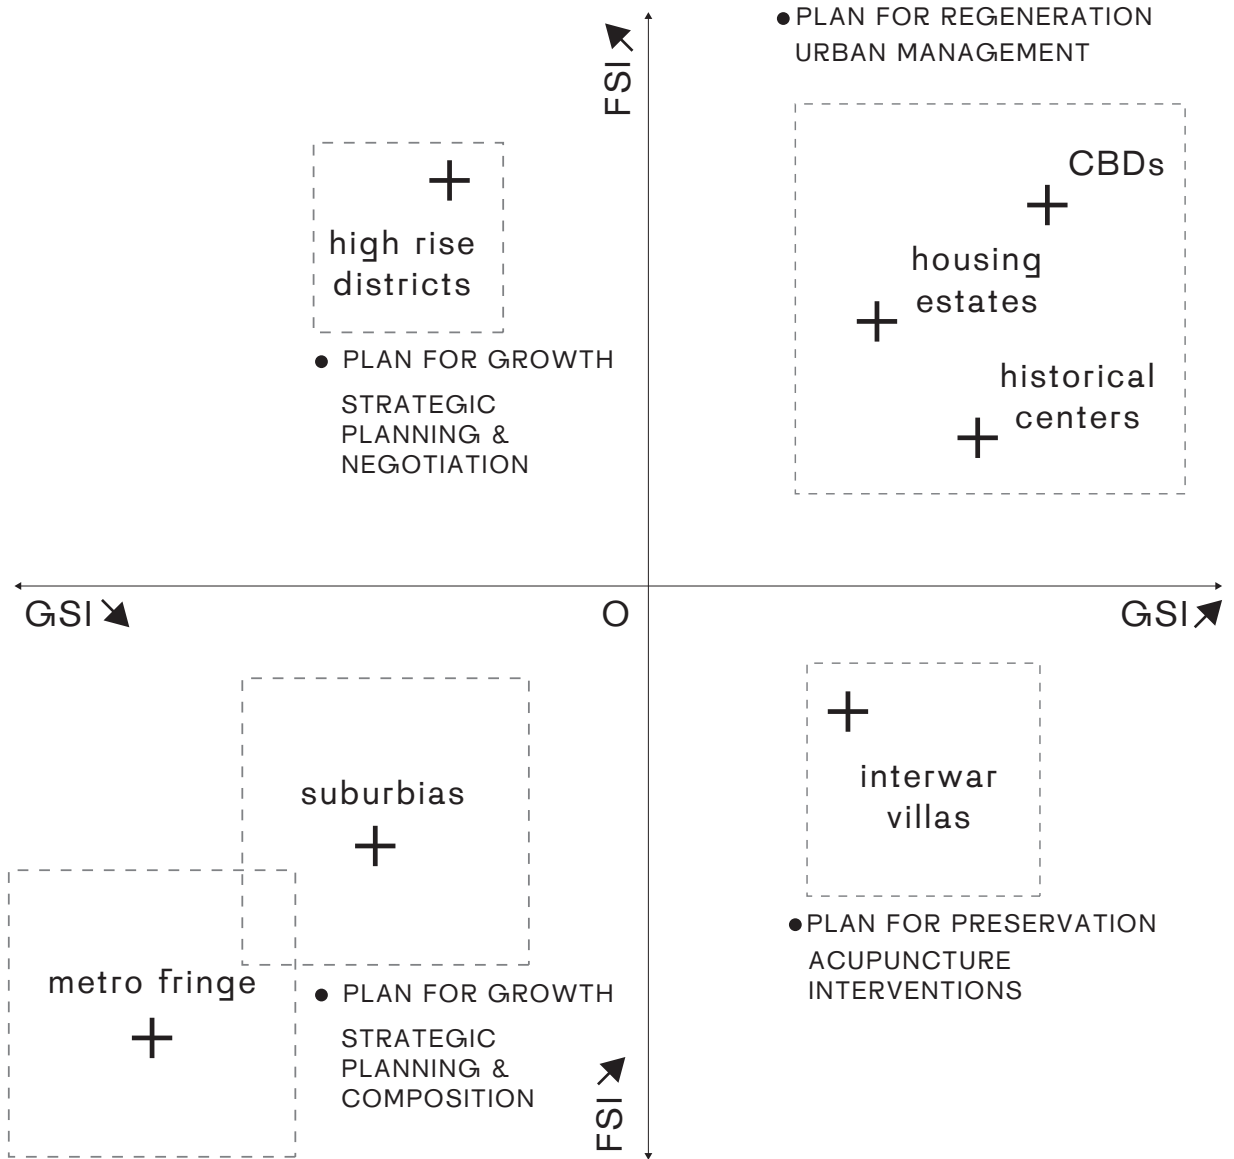 PLAN FOR REGENERATION
URBAN MANAGEMENT
FSI
CBDs
high rise
districts
housing
estates
historical
centers
PLAN FOR GROWTH
STRATEGIC
PLANNING &
NEGOTIATION
GSI
O
GSI
suburbias
interwar
villas
metro fringe
PLAN FOR PRESERVATION
ACUPUNCTURE
INTERVENTIONS
PLAN FOR GROWTH
STRATEGIC
PLANNING &
COMPOSITION
FSI